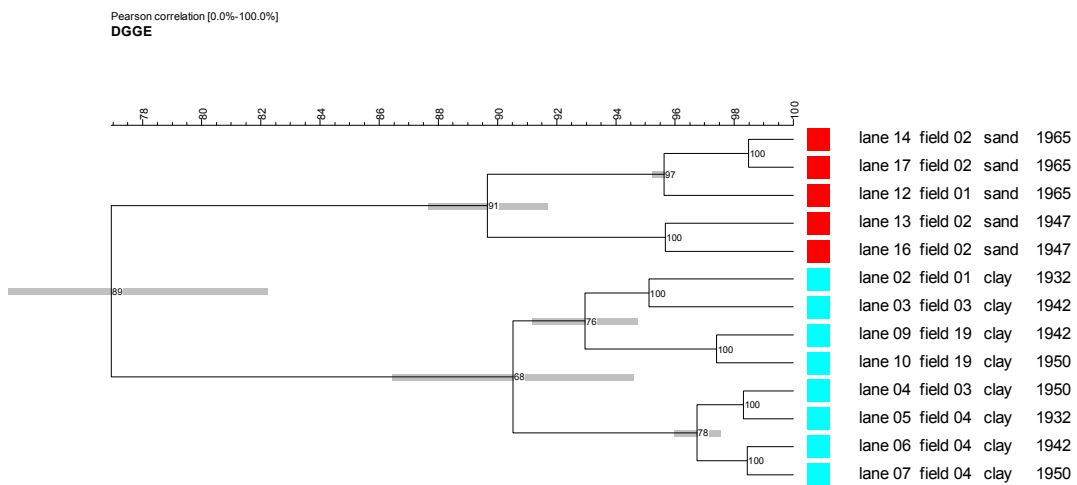 Pearson correlation [0.0%-100.0%]
DGGE
78 80 82 84 86 88 90 92 94 96 98 100
lane 14 field 02 sand 1965
100
lane 17 field 02 sand 1965
97
lane 12 field 01 sand 1965
91
lane 13 field 02 sand 1947
100
lane 16 field 02 sand 1947
lane 02 field 01 clay 1932
89
100
lane 03 field 03 clay 1942
76
lane 09 field 19 clay 1942
100
lane 10 field 19 clay 1950
68
lane 04 field 03 clay 1950
100
lane 05 field 04 clay 1932
78
lane 06 field 04 clay 1942
100
lane 07 field 04 clay 1950